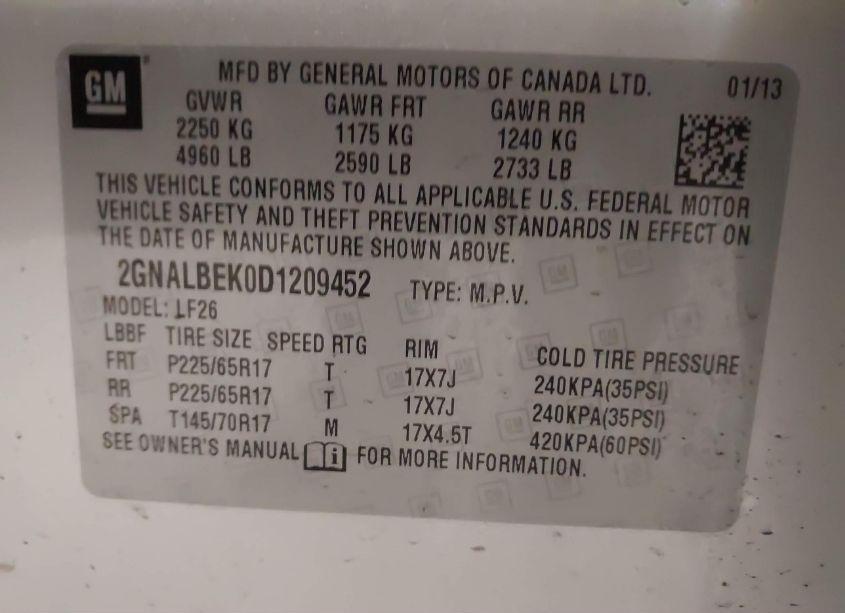 GM
MFD BY GENERAL MOTORS OF CANADA LTD. 01/13
GVWR GAWR FRT GAWR RR
2250 KG 1175 KG 1240 KG
4960 LB 2590 LB 2733 LB
THIS VEHICLE CONFORMS TO ALL APPLICABLE U.S. FEDERAL MOTOR
VEHICLE SAFETY AND THEFT PREVENTION STANDARDS IN EFFECT ON
THE DATE OF MANUFACTURE SHOWN ABOVE.
2GNALBEK0D1209452 TYPE: M.P.V.
MODEL: 1LF26
LBBF TIRE SIZE SPEED RTG RIM COLD TIRE PRESSURE
FRT P225/65R17 T 17X7J 240KPA(35PSI)
RR P225/65R17 T 17X7J 240KPA(35PSI)
SPA T145/70R17 M 17X4.5T 420KPA(60PSI)
SEE OWNER'S MANUAL i FOR MORE INFORMATION.